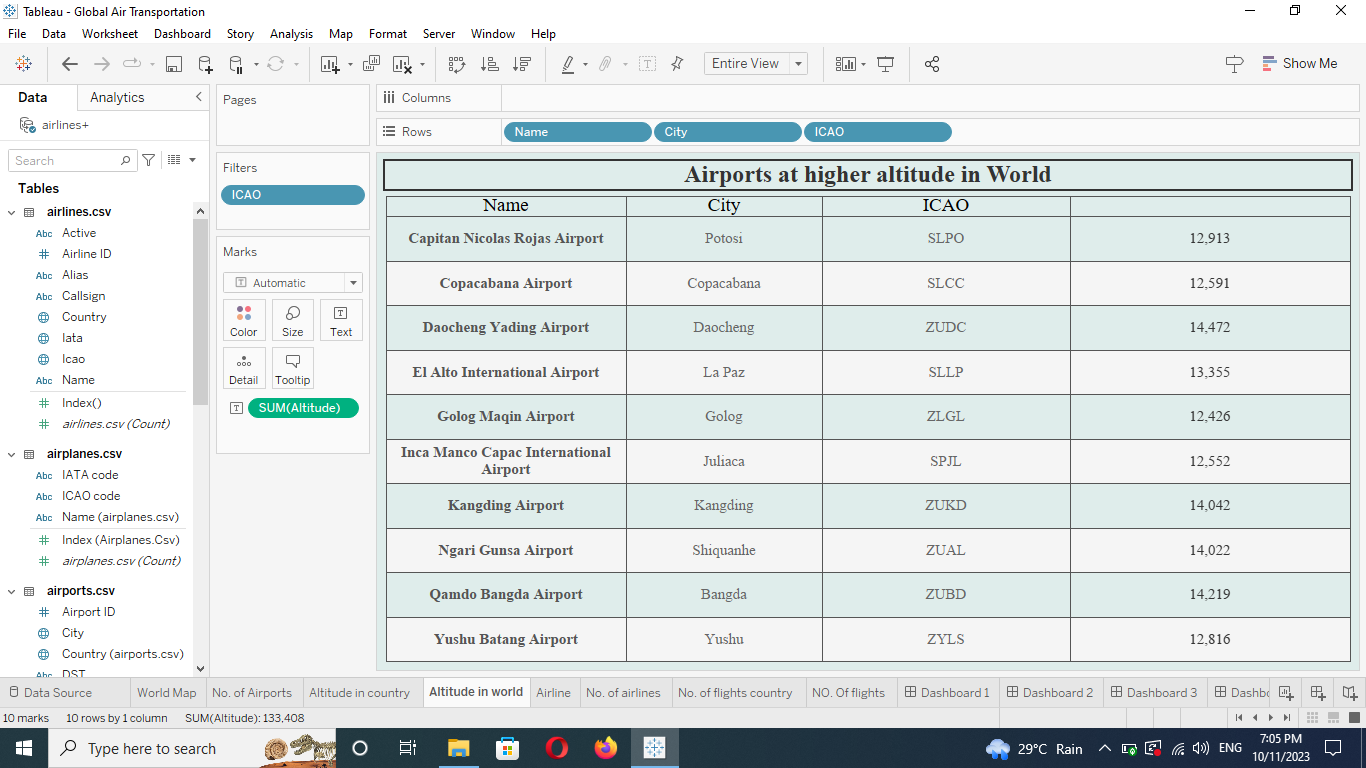 Tableau - Global Air Transportation
File Data Worksheet Dashboard Story Analysis Map Format Server Window Help
Entire View
Show Me
Data Analytics
airlines+
Search
Tables
airlines.csv
Abc Active
Airline ID
Abc Alias
Abc Callsign
Country
Iata
Icao
Abc Name
Index()
airlines.csv (Count)
airplanes.csv
Abc IATA code
Abc ICAO code
Abc Name (airplanes.csv)
Index (Airplanes.Csv)
airplanes.csv (Count)
airports.csv
Airport ID
City
Country (airports.csv)
Abc DST
Pages
Filters
ICAO
Marks
Automatic
Color Size Text
Detail Tooltip
SUM(Altitude)
Columns
Rows Name City ICAO
Airports at higher altitude in World
Name City ICAO
Capitan Nicolas Rojas Airport Potosi SLPO 12,913
Copacabana Airport Copacabana SLCC 12,591
Daocheng Yading Airport Daocheng ZUDC 14,472
El Alto International Airport La Paz SLLP 13,355
Golog Maqin Airport Golog ZLGL 12,426
Inca Manco Capac International
Airport Juliaca SPJL 12,552
Kangding Airport Kangding ZUKD 14,042
Ngari Gunsa Airport Shiquanhe ZUAL 14,022
Qamdo Bangda Airport Bangda ZUBD 14,219
Yushu Batang Airport Yushu ZYLS 12,816
Data Source World Map No. of Airports Altitude in country Altitude in world Airline No. of airlines No. of flights country NO. Of flights Dashboard 1 Dashboard 2 Dashboard 3 Dashbo
10 marks 10 rows by 1 column SUM(Altitude): 133,408
Type here to search
29°C Rain
ENG
7:05 PM
10/11/2023